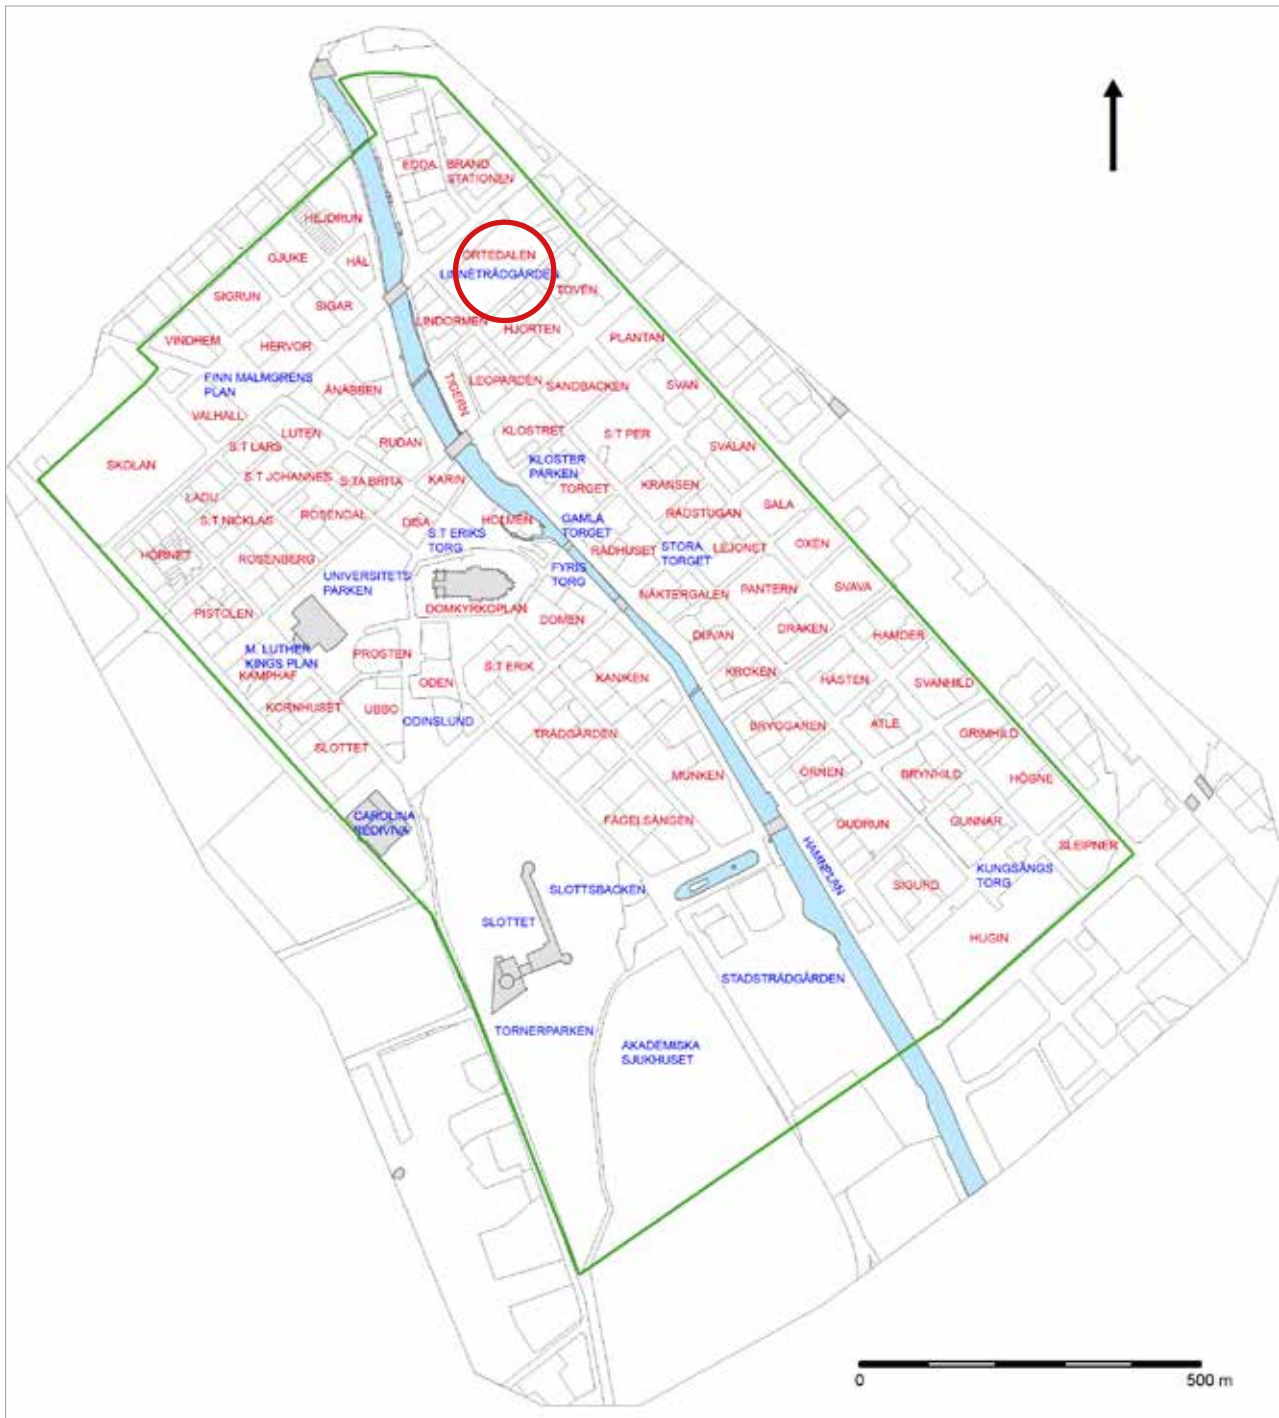 EDDA
BRAND
STATIONEN
HEJDRUN
ÖRTEDALEN
GJUKE
HÄL
LINNÉTRÄDGÅRDEN
TOVEN
SIGRUN
SIGAR
LINDORMEN
HJORTEN
VINDHEM
HERVOR
PLANTAN
FINN MALMGRENS
PLAN
ÅNÄBBEN
TIGERN
LEOPARDEN
SANDBACKEN
SVAN
VALHALL
LUTEN
S:T LARS
RUDAN
KLOSTRET
S:T PER
SVALAN
SKOLAN
S:T JOHANNES
S:TA BRITA
KARIN
KLOSTER
PARKEN
TORGET
KRANSEN
LADU
S:T NICKLAS
ROSENDAL
DISA
HOLMEN
GAMLA
TORGET
RÅDSTUGAN
SALA
S:T ERIKS
TORG
HORNET
ROSENBERG
RÅDHUSET
STORA
TORGET
LEJONET
OXEN
UNIVERSITETS
PARKEN
FYRIS
TORG
DOMKYRKOPLAN
NÄKTERGALEN
PANTERN
SVAVA
PISTOLEN
DOMEN
DUVAN
DRAKEN
HAMDER
M. LUTHER
KINGS PLAN
KAMPHAF
PROSTEN
ODEN
S:T ERIK
KANIKEN
KROKEN
HÄSTEN
SVANHILD
KORNHUSET
UBBO
ODINSLUND
TRÄDGÅRDEN
BRYGGAREN
ATLE
GRIMHILD
SLOTTET
MUNKEN
ÖRNEN
BRYNHILD
HÖGNE
CAROLINA
REDIVIVA
FÅGELSÅNGEN
GUDRUN
GUNNAR
SLEIPNER
HAMNPLAN
KUNGSÄNGS
TORG
SIGURD
SLOTTSBACKEN
SLOTTET
HUGIN
STADSTRÄDGÅRDEN
TORNERPARKEN
AKADEMISKA
SJUKHUSET
0 500 m